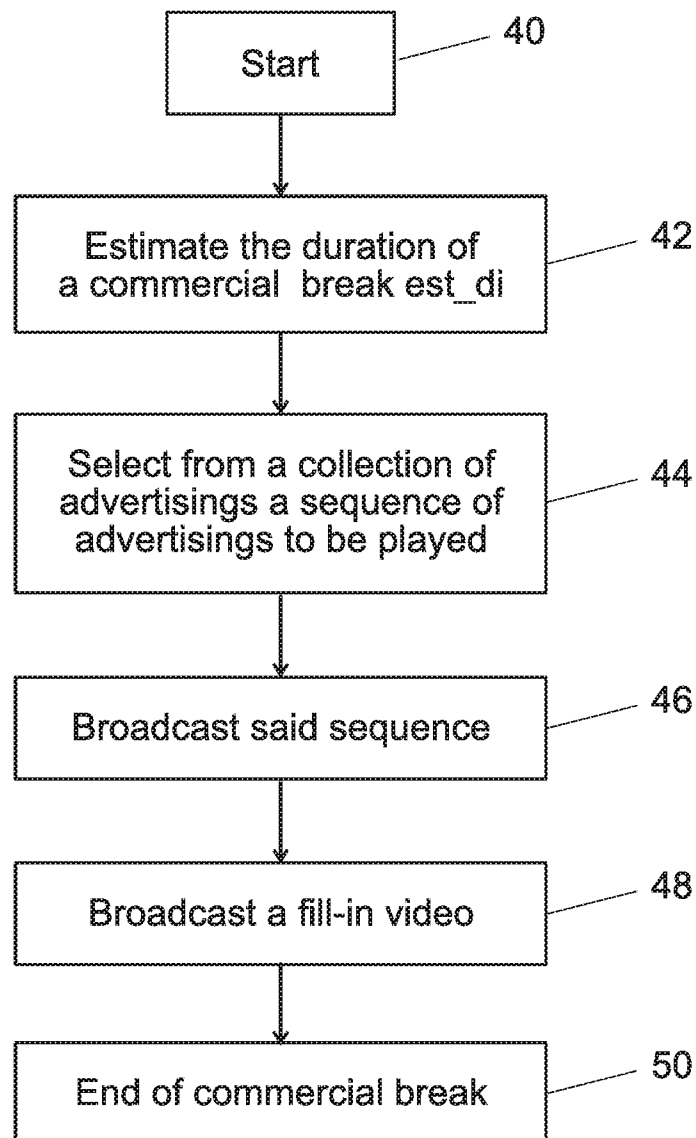 Start
40
Estimate the duration of
a commercial break est_di
42
Select from a collection of
advertisings a sequence of
advertisings to be played
44
Broadcast said sequence
46
Broadcast a fill-in video
48
End of commercial break
50